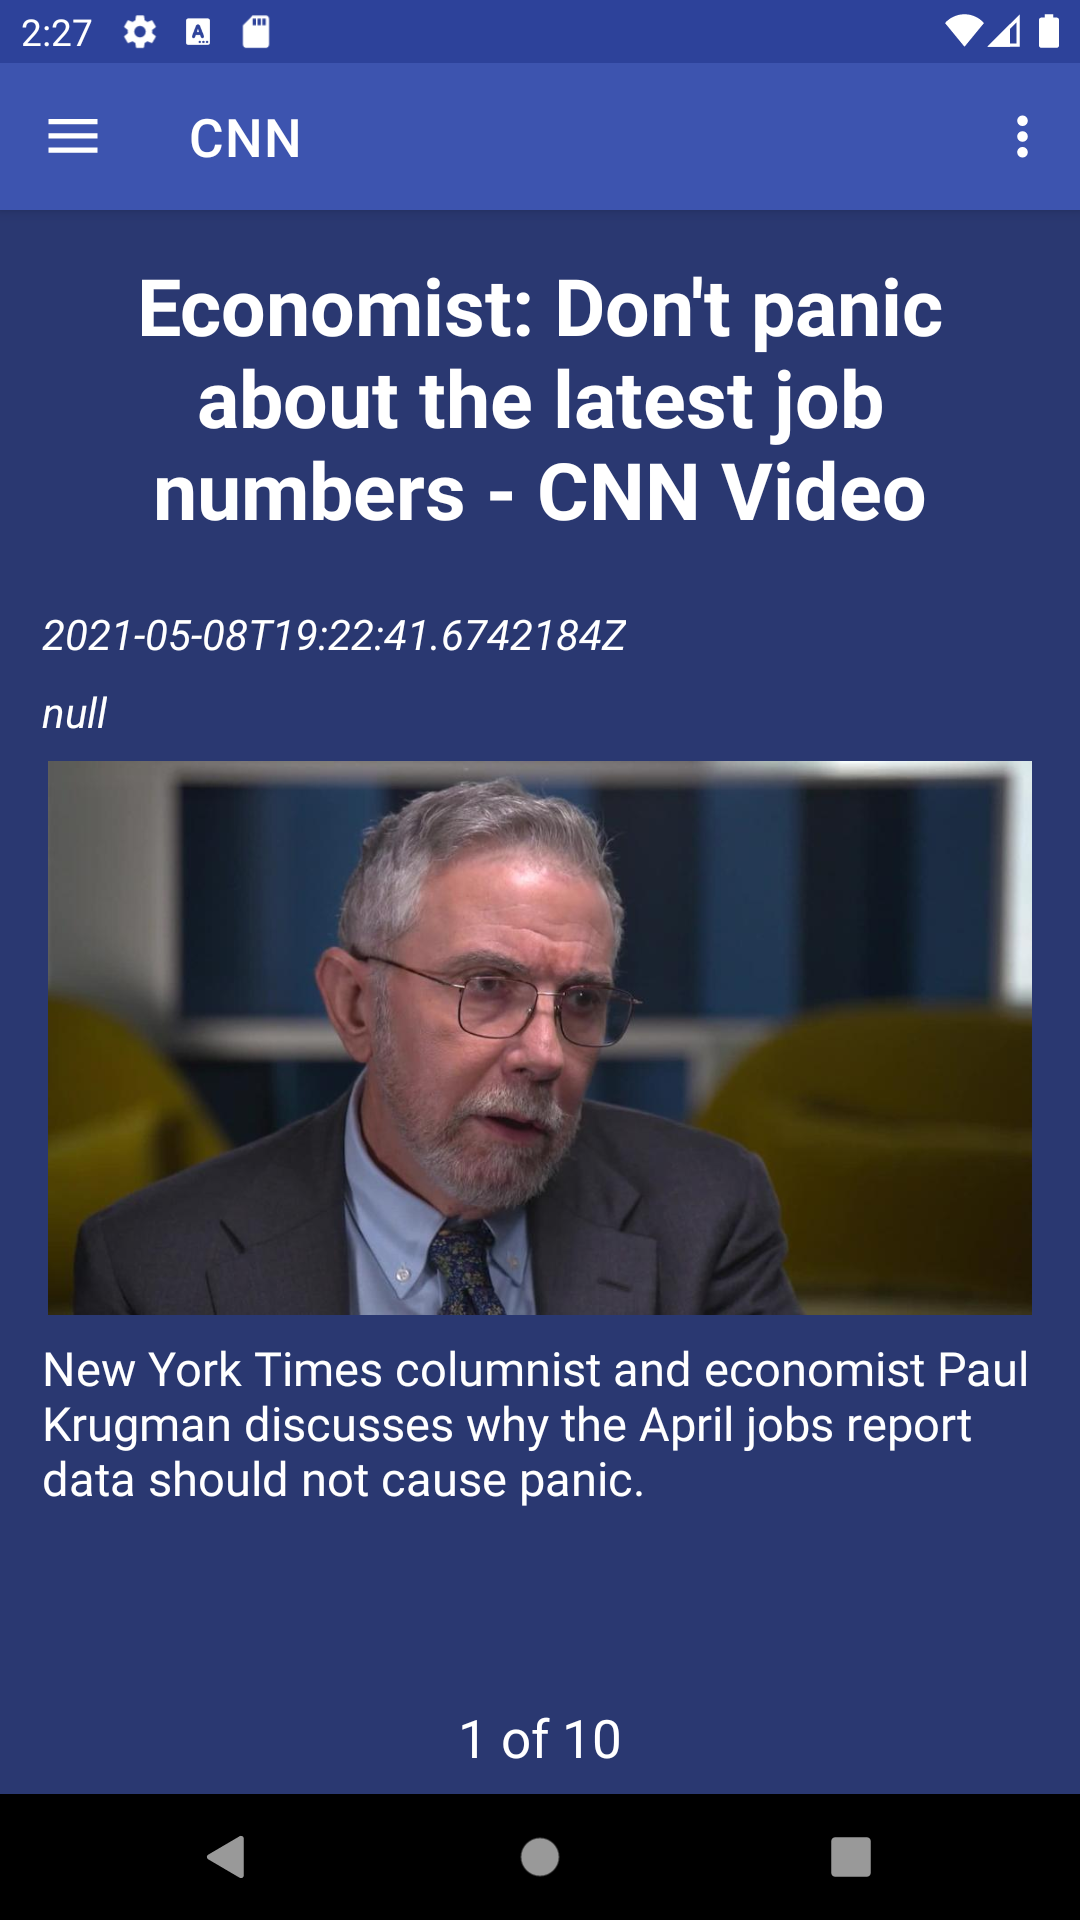 2:27
CNN
Economist: Don't panic
about the latest job
numbers - CNN Video
2021-05-08T19:22:41.6742184Z
null
New York Times columnist and economist Paul
Krugman discusses why the April jobs report
data should not cause panic.
1 of 10